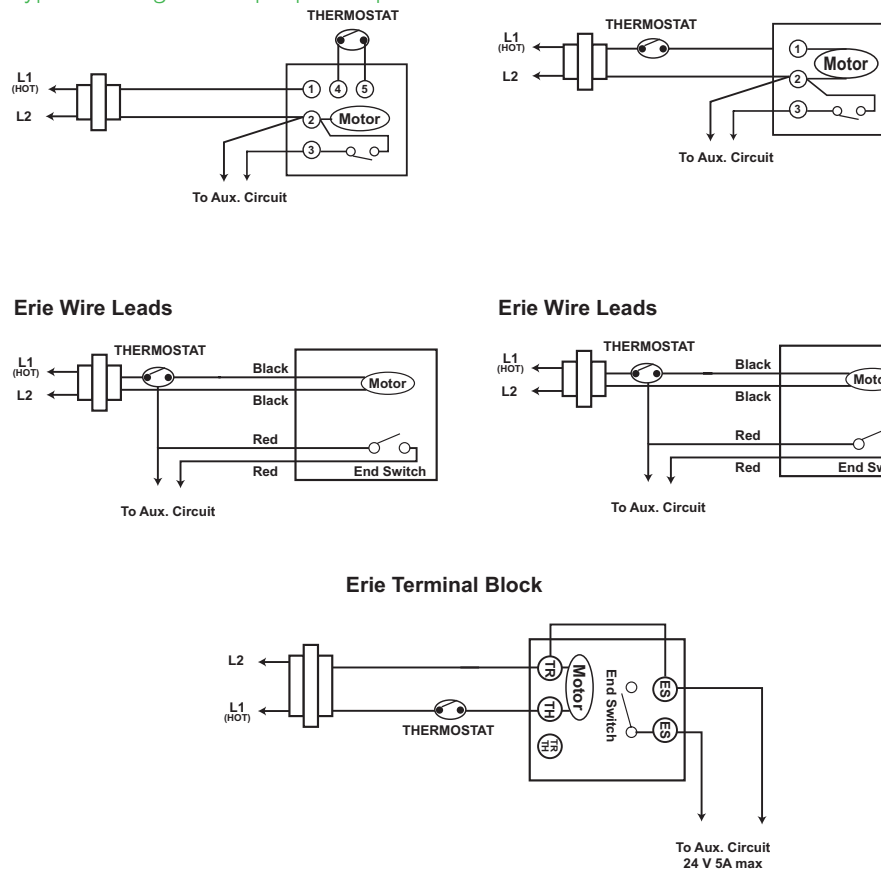 THERMOSTAT
L1
(HOT)
L2
1
4
5
2
Motor
3
To Aux. Circuit
THERMOSTAT
L1
(HOT)
L2
1
Motor
2
3
To Aux. Circuit
Erie Wire Leads
THERMOSTAT
L1
(HOT)
L2
Black
Motor
Black
Red
Red
End Switch
To Aux. Circuit
Erie Wire Leads
THERMOSTAT
L1
(HOT)
L2
Black
Black
Red
Red
End
To Aux. Circuit
Erie Terminal Block
L2
L1
(HOT)
THERMOSTAT
TR
Motor
TH
TR
TH
End Switch
ES
ES
To Aux. Circuit
24 V 5A max